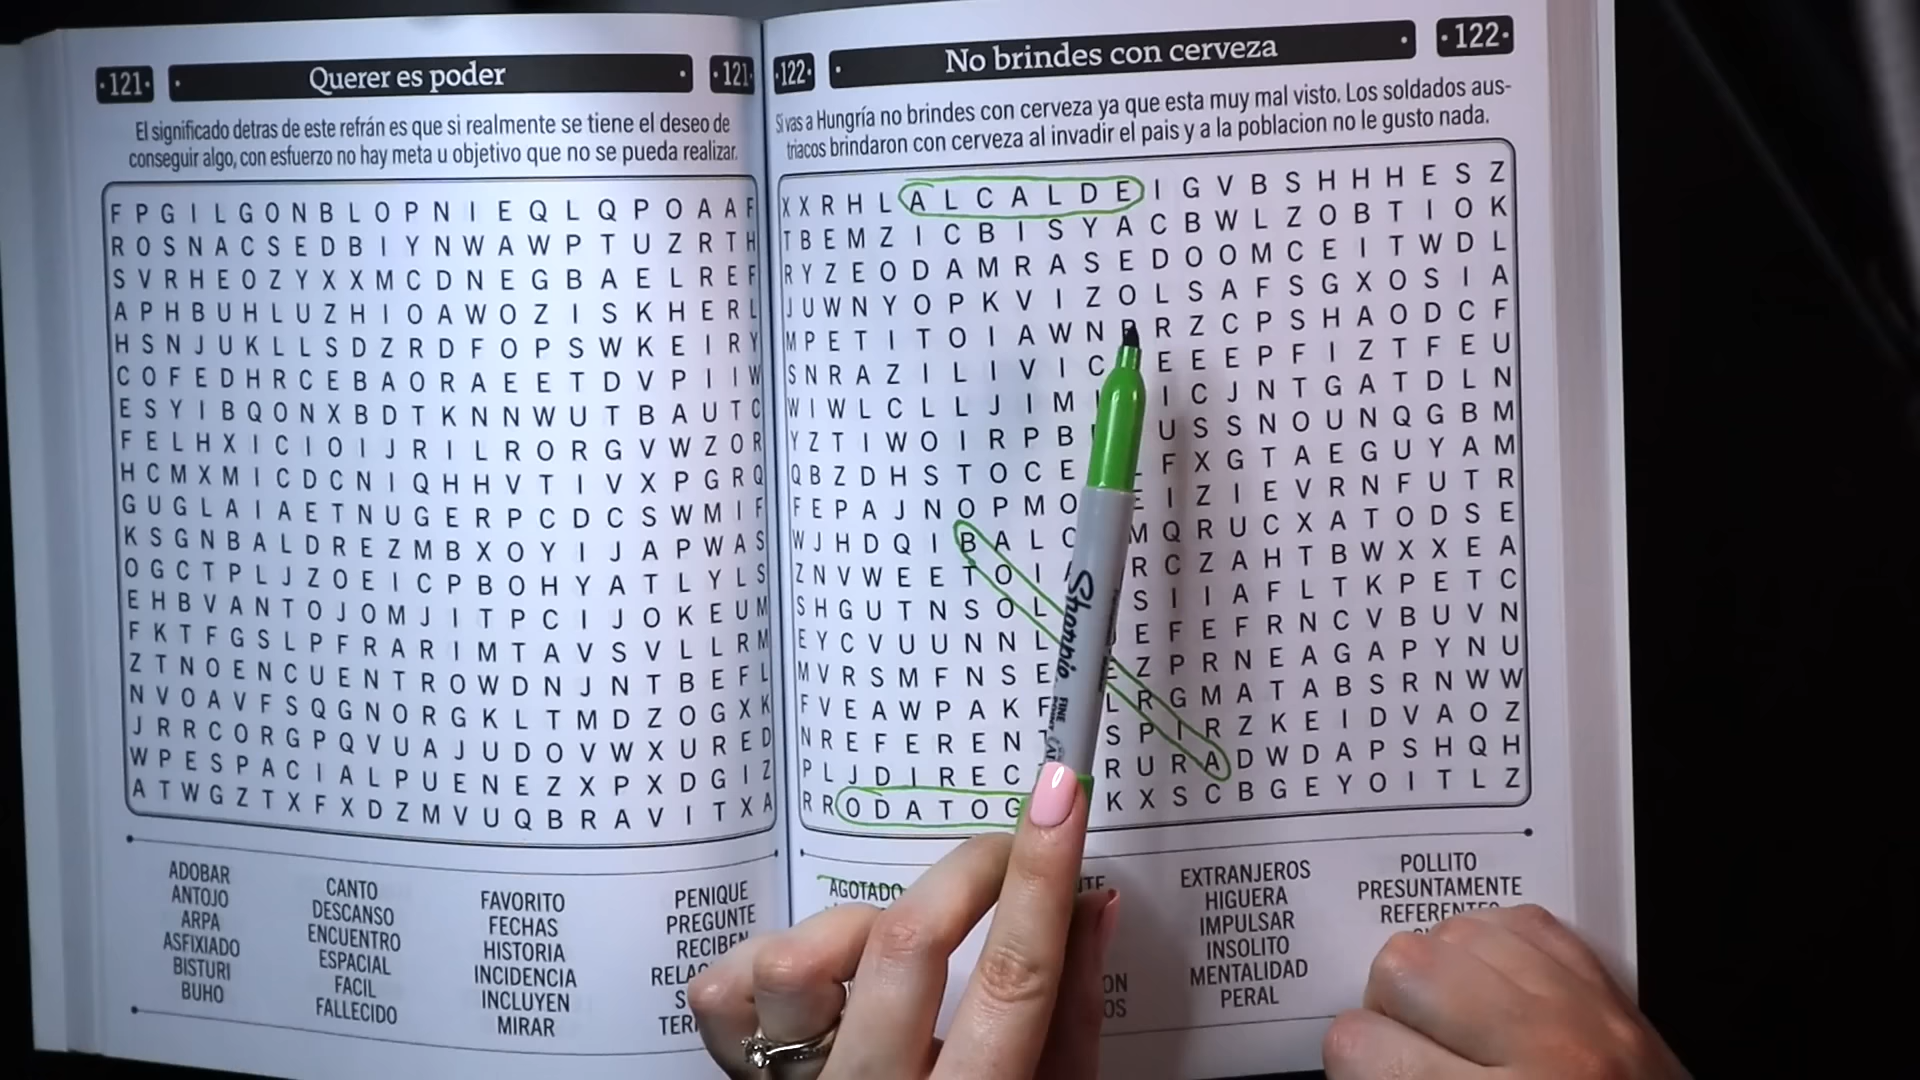 121 Querer es poder 121
El significado detras de este refrán es que si realmente se tiene el deseo de
conseguir algo, con esfuerzo no hay meta u objetivo que no se pueda realizar.
F P G I L G O N B L O P N I E Q L Q P O A A F
R O S N A C S E D B I Y N W A W P T U Z R T H
S V R H E O Z Y X X M C D N E G B A E L R E F
A P H B U H L U Z H I O A W O Z I S K H E R L
H S N J U K L L S D Z R D F O P S W K E I R Y
C O F E D H R C E B A O R A E E T D V P I I W
E S Y I B Q O N X B D T K N N W U T B A U T C
F E L H X I C I O I J R I L R O R G V W Z O R
H C M X M I C D C N I Q H H V T I V X P G R Q
G U G L A I A E T N U G E R P C D C S W M I F
K S G N B A L D R E Z M B X O Y I J A P W A S
O G C T P L J Z O E I C P B O H Y A T L Y L S
E H B V A N T O J O M J I T P C I J O K E U M
F K T F G S L P F R A R I M T A V S V L L R M
Z T N O E N C U E N T R O W D N J N T B E F L
N V O A V F S Q G N O R G K L T M D Z O G X K
J R R C O R G P Q V U A J U D O V W X U R E D
W P E S P A C I A L P U E N E Z X P X D G I Z
A T W G Z T X F X D Z M V U Q B R A V I T X A
ADOBAR
ANTOJO
ARPA
ASFIXIADO
BISTURI
BUHO
CANTO
DESCANSO
ENCUENTRO
ESPACIAL
FACIL
FALLECIDO
FAVORITO
FECHAS
HISTORIA
INCIDENCIA
INCLUYEN
MIRAR
PENIQUE
PREGUNTE
RECIBEN
122 No brindes con cerveza 122
Si vas a Hungría no brindes con cerveza ya que esta muy mal visto. Los soldados aus-
triacos brindaron con cerveza al invadir el pais y a la poblacion no le gusto nada.
X X R H L A L C A L D E I G V B S H H H E S Z
T B E M Z I C B I S Y A C B W L Z O B T I O K
R Y Z E O D A M R A S E D O O M C E I T W D L
J U W N Y O P K V I Z O L S A F S G X O S I A
M P E T I T O I A W N R R Z C P S H A O D C F
S N R A Z I L I V I C E E E P F I Z T F E U
W I W L C L L J I M I C J N T G A T D L N
Y Z T I W O I R P B U S S N O U N Q G B M
Q B Z D H S T O C E F X G T A E G U Y A M
F E P A J N O P M O E I Z I E V R N F U T R
W J H D Q I B A L C M Q R U C X A T O D S E
Z N V W E E T O I R C Z A H T B W X X E A
S H G U T N S O L S I I A F L T K P E T C
E Y C V U U N N L E F E F R N C V B U V N
M V R S M F N S E E Z P R N E A G A P Y N U
F V E A W P A K F L R G M A T A B S R N W W
N R E F E R E N T S P I R Z K E I D V A O Z
P L J D I R E C R U R A D W D A P S H Q H
R R O D A T O G K X S C B G E Y O I T L Z
Sharpie
FINE
AGOTADO
EXTRANJEROS
HIGUERA
IMPULSAR
INSOLITO
MENTALIDAD
PERAL
POLLITO
PRESUNTAMENTE
REFERENTES